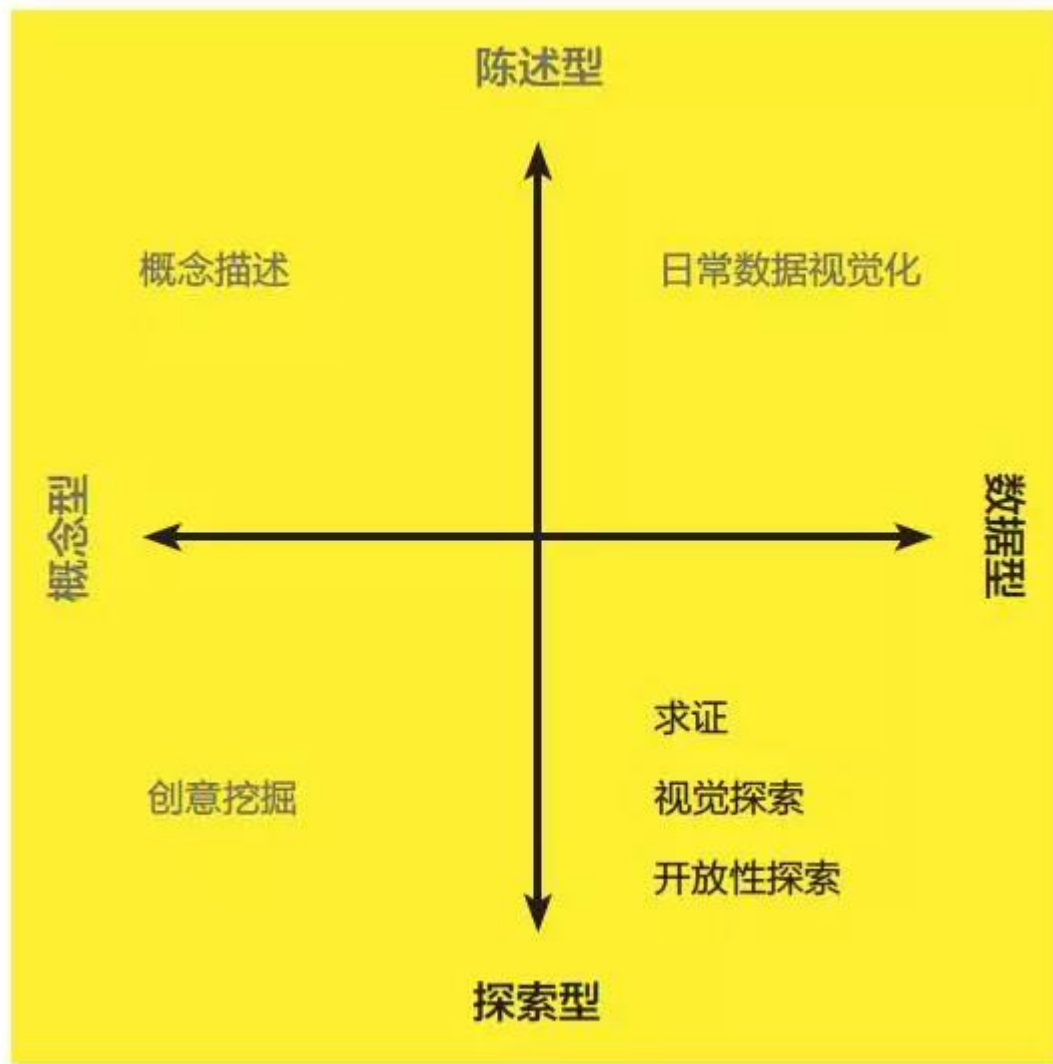 陈述型
概念描述
日常数据视觉化
概念型
数据型
求证
创意挖掘
视觉探索
开放性探索
探索型